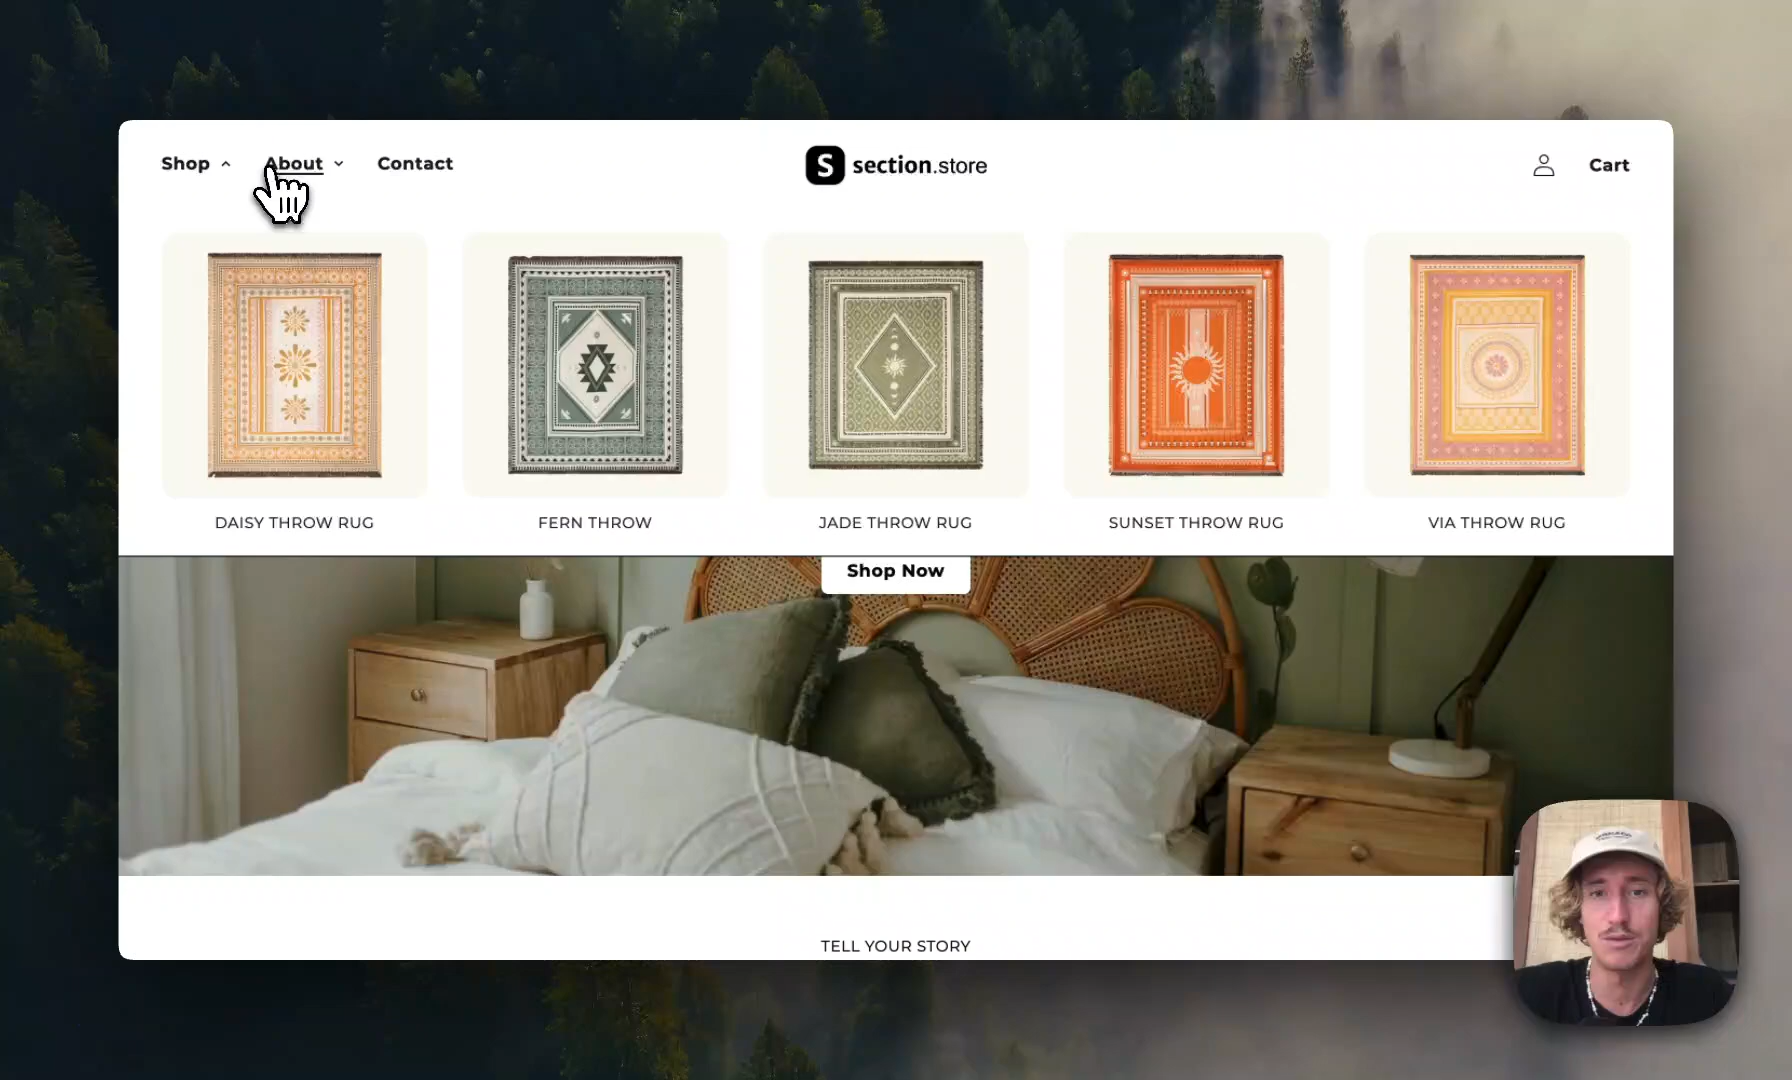 Shop About Contact
section.store
Cart
DAISY THROW RUG
FERN THROW
JADE THROW RUG
SUNSET THROW RUG
VIA THROW RUG
Shop Now
TELL YOUR STORY